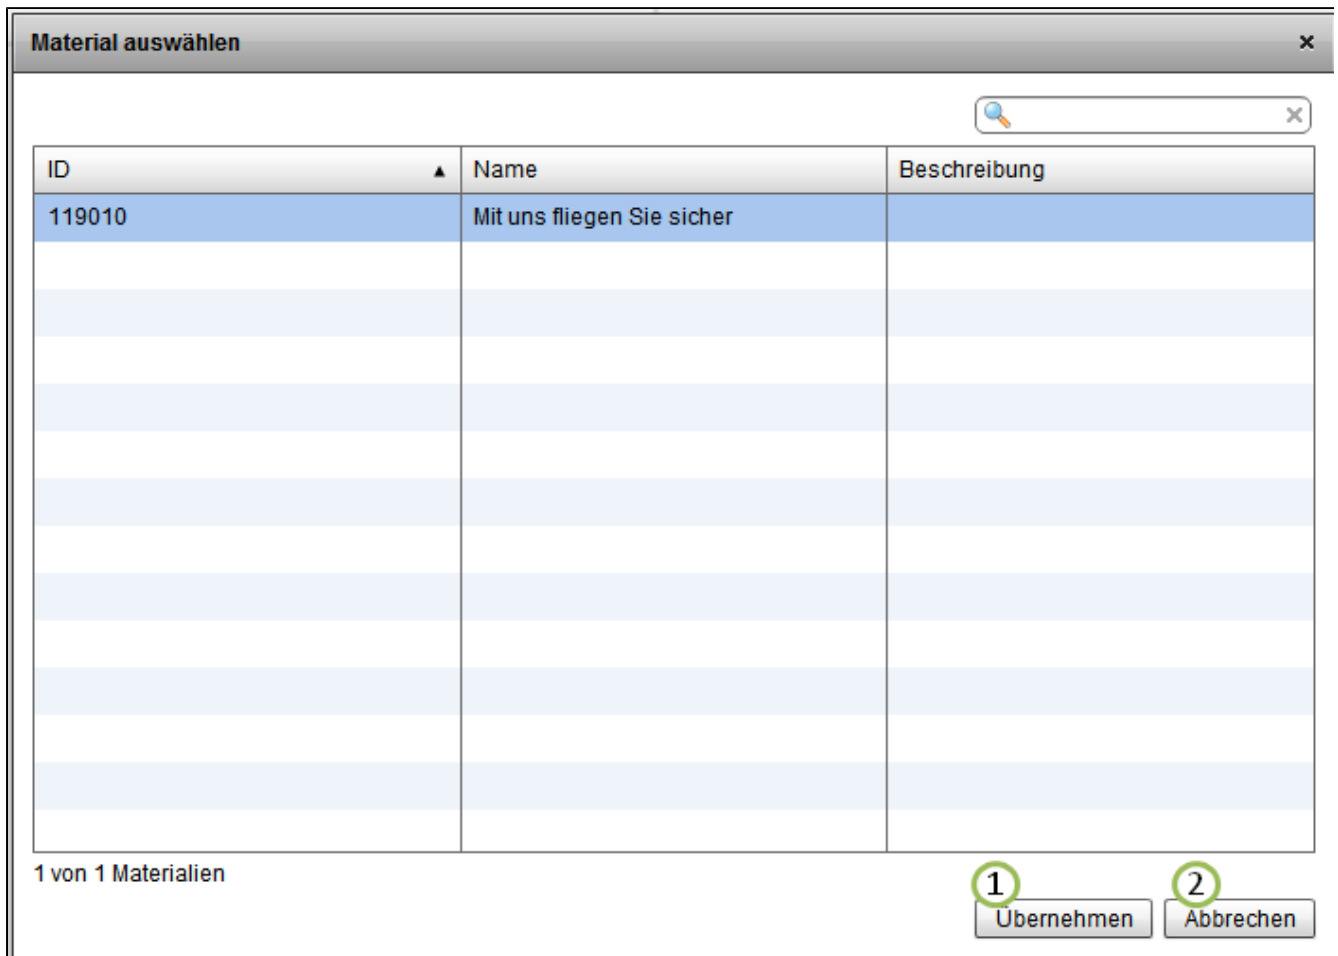 Material auswählen
ID Name Beschreibung
119010 Mit uns fliegen Sie sicher
1 von 1 Materialien
1 2
Übernehmen Abbrechen